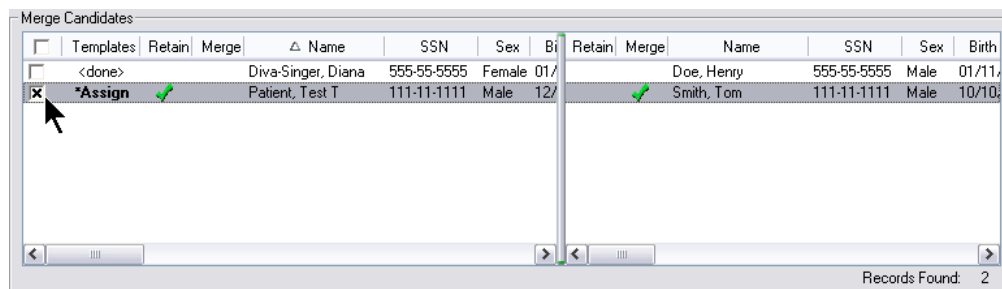 Merge Candidates
Templates Retain Merge Name SSN Sex Bi Retain Merge Name SSN Sex Birth
<done> Diva-Singer, Diana 555-55-5555 Female 01/ Doe, Henry 555-55-5555 Male 01/11/
*Assign Patient, Test T 111-11-1111 Male 12/ Smith, Tom 111-11-1111 Male 10/10/
Records Found: 2